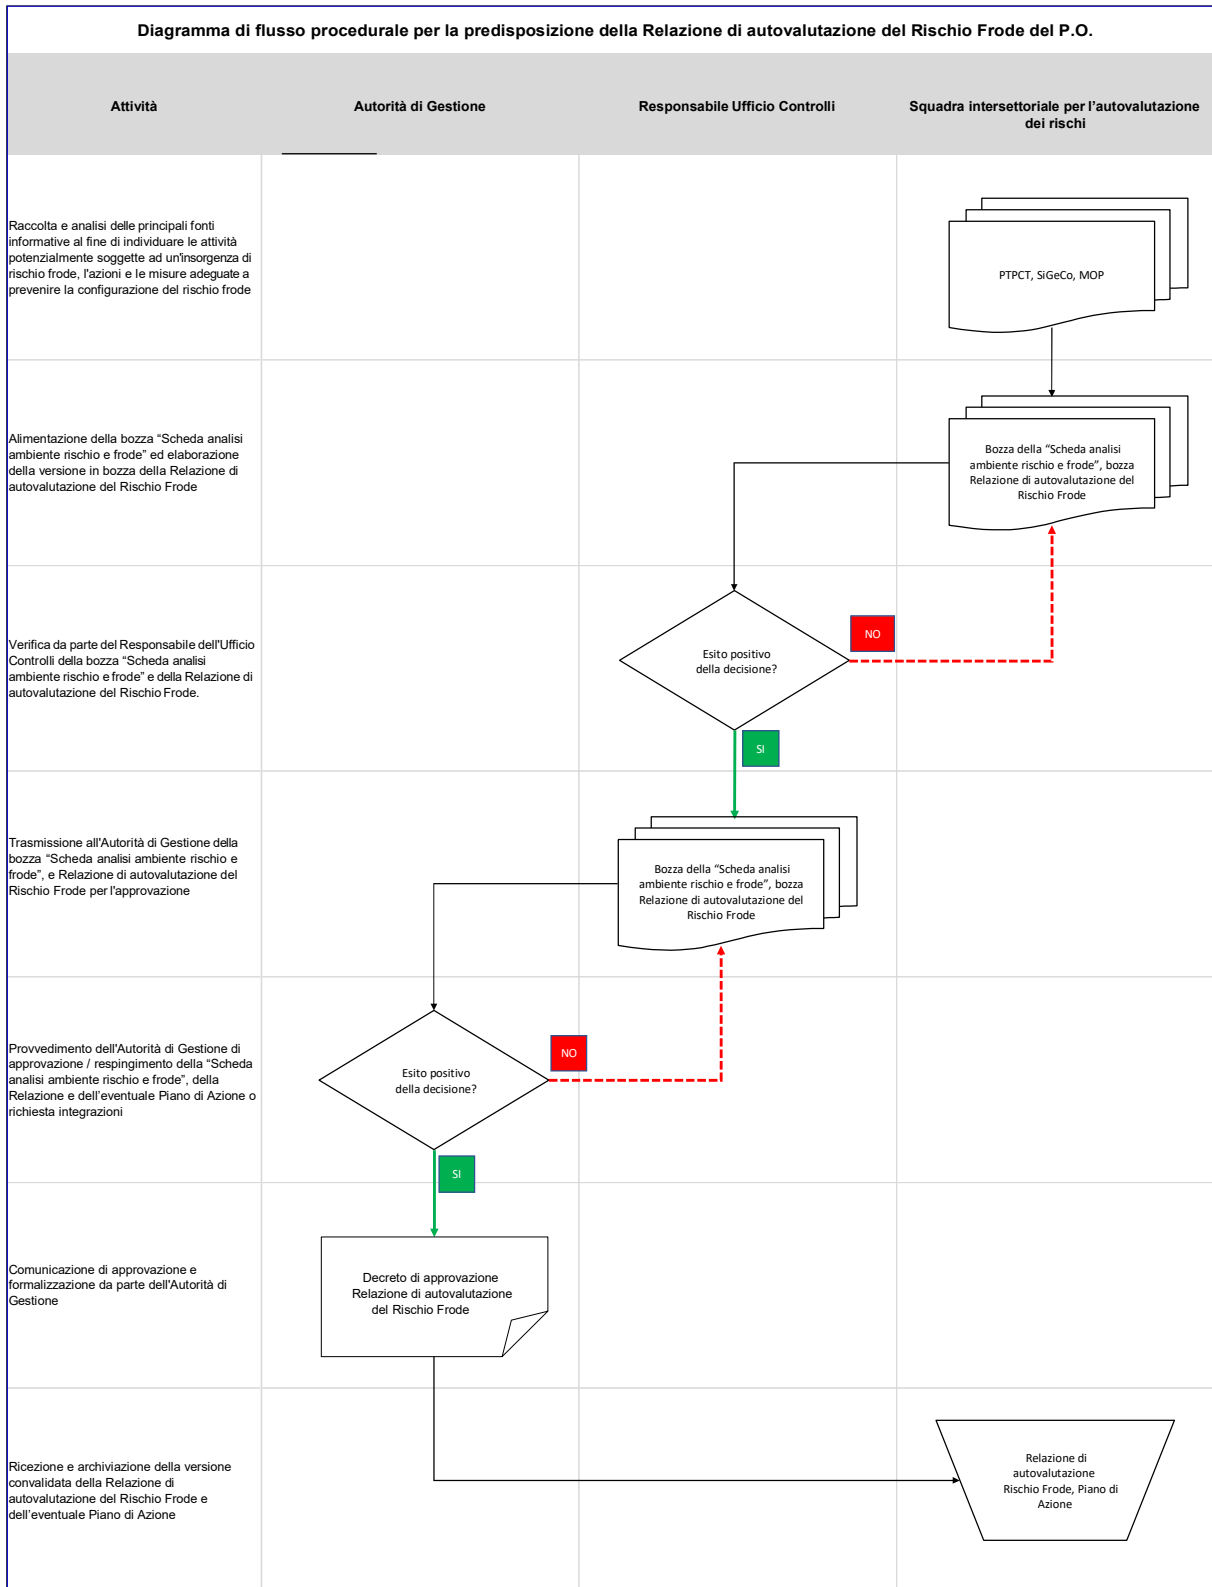 Diagramma di flusso procedurale per la predisposizione della Relazione di autovalutazione del Rischio Frode del P.O.
Attività
Autorità di Gestione
Responsabile Ufficio Controlli
Squadra intersettoriale per l'autovalutazione
dei rischi
Raccolta e analisi delle principali fonti
informative al fine di individuare le attività
potenzialmente soggette ad un'insorgenza di
rischio frode, l'azioni e le misure adeguate a
prevenire la configurazione del rischio frode
PTPCT, SiGeCo, MOP
Alimentazione della bozza “Scheda analisi
ambiente rischio e frode” ed elaborazione
della versione in bozza della Relazione di
autovalutazione del Rischio Frode
Bozza della “Scheda analisi
ambiente rischio e frode”, bozza
Relazione di autovalutazione del
Rischio Frode
Verifica da parte del Responsabile dell'Ufficio
Controlli della bozza “Scheda analisi
ambiente rischio e frode” e della Relazione di
autovalutazione del Rischio Frode.
Esito positivo
della decisione?
NO
SI
Trasmissione all'Autorità di Gestione della
bozza “Scheda analisi ambiente rischio e
frode”, e Relazione di autovalutazione del
Rischio Frode per l'approvazione
Bozza della “Scheda analisi
ambiente rischio e frode”, bozza
Relazione di autovalutazione del
Rischio Frode
Provvedimento dell'Autorità di Gestione di
approvazione / respingimento della “Scheda
analisi ambiente rischio e frode”, della
Relazione e dell'eventuale Piano di Azione o
richiesta integrazioni
Esito positivo
della decisione?
NO
SI
Comunicazione di approvazione e
formalizzazione da parte dell'Autorità di
Gestione
Decreto di approvazione
Relazione di autovalutazione
del Rischio Frode
Ricezione e archiviazione della versione
convalidata della Relazione di
autovalutazione del Rischio Frode e
dell'eventuale Piano di Azione
Relazione di
autovalutazione
Rischio Frode, Piano di
Azione